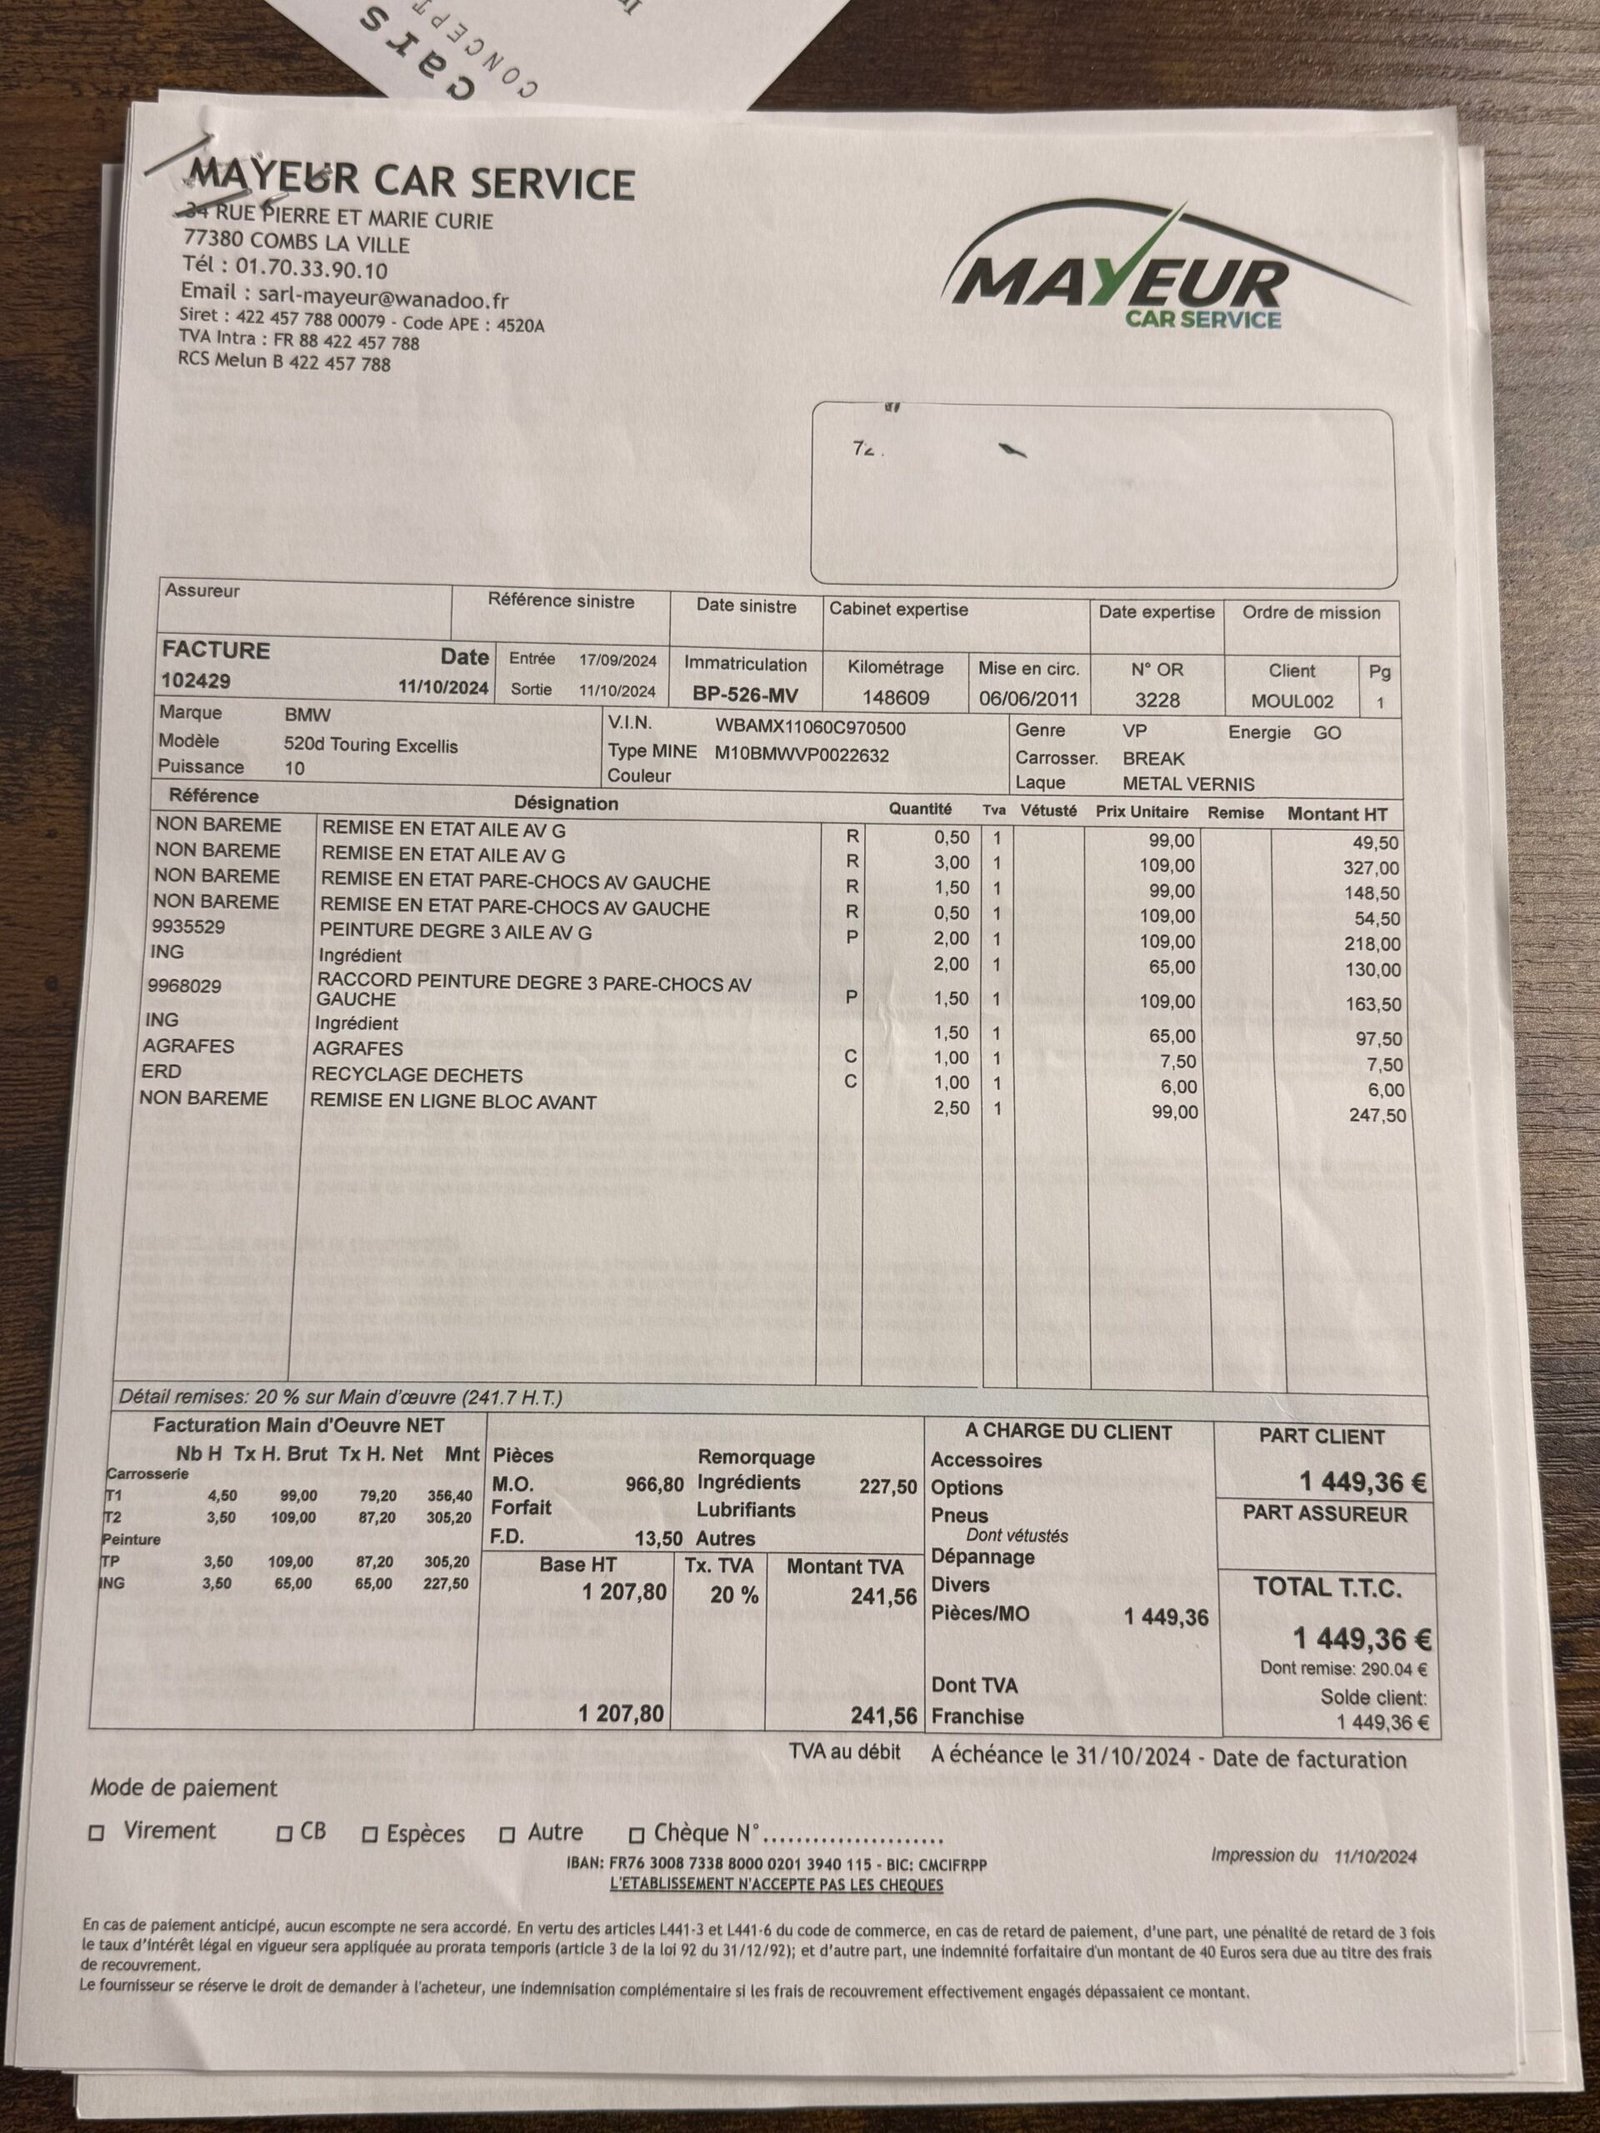 cars
CONCEPT
MAYEUR CAR SERVICE
34 RUE PIERRE ET MARIE CURIE
77380 COMBS LA VILLE
Tél : 01.70.33.90.10
Email : sarl-mayeur@wanadoo.fr
Siret : 422 457 788 00079 - Code APE : 4520A
TVA Intra : FR 88 422 457 788
RCS Melun B 422 457 788
MAYEUR
CAR SERVICE
Assureur Référence sinistre Date sinistre Cabinet expertise Date expertise Ordre de mission
FACTURE Date Entrée 17/09/2024 Immatriculation Kilométrage Mise en circ. N° OR Client Pg
102429 11/10/2024 Sortie 11/10/2024 BP-526-MV 148609 06/06/2011 3228 MOUL002 1
Marque BMW V.I.N. WBAMX11060C970500 Genre VP Energie GO
Modèle 520d Touring Excellis Type MINE M10BMWVP0022632 Carrosser. BREAK
Puissance 10 Couleur Laque METAL VERNIS
Référence Désignation Quantité Tva Vétusté Prix Unitaire Remise Montant HT
NON BAREME REMISE EN ETAT AILE AV G R 0,50 1 99,00 49,50
NON BAREME REMISE EN ETAT AILE AV G R 3,00 1 109,00 327,00
NON BAREME REMISE EN ETAT PARE-CHOCS AV GAUCHE R 1,50 1 99,00 148,50
NON BAREME REMISE EN ETAT PARE-CHOCS AV GAUCHE R 0,50 1 109,00 54,50
9935529 PEINTURE DEGRE 3 AILE AV G P 2,00 1 109,00 218,00
ING Ingrédient 2,00 1 65,00 130,00
9968029 RACCORD PEINTURE DEGRE 3 PARE-CHOCS AV
GAUCHE P 1,50 1 109,00 163,50
ING Ingrédient 1,50 1 65,00 97,50
AGRAFES AGRAFES C 1,00 1 7,50 7,50
ERD RECYCLAGE DECHETS C 1,00 1 6,00 6,00
NON BAREME REMISE EN LIGNE BLOC AVANT 2,50 1 99,00 247,50
Détail remises: 20 % sur Main d'œuvre (241.7 H.T.)
Facturation Main d'Oeuvre NET
Nb H Tx H. Brut Tx H. Net Mnt
Carrosserie
T1 4,50 99,00 79,20 356,40
T2 3,50 109,00 87,20 305,20
Peinture
TP 3,50 109,00 87,20 305,20
ING 3,50 65,00 65,00 227,50
Pièces Remorquage
M.O. 966,80 Ingrédients 227,50
Forfait Lubrifiants
F.D. 13,50 Autres
Base HT Tx. TVA Montant TVA
1 207,80 20 % 241,56
1 207,80 241,56
A CHARGE DU CLIENT
Accessoires
Options
Pneus
Dont vétustés
Dépannage
Divers
Pièces/MO 1 449,36
Dont TVA
Franchise
PART CLIENT
1 449,36 €
PART ASSUREUR
TOTAL T.T.C.
1 449,36 €
Dont remise: 290.04 €
Solde client:
1 449,36 €
TVA au débit A échéance le 31/10/2024 - Date de facturation
Mode de paiement
Virement CB Espèces Autre Chèque N°......................
IBAN: FR76 3008 7338 8000 0201 3940 115 - BIC: CMCIFRPP
L'ETABLISSEMENT N'ACCEPTE PAS LES CHEQUES
Impression du 11/10/2024
En cas de paiement anticipé, aucun escompte ne sera accordé. En vertu des articles L441-3 et L441-6 du code de commerce, en cas de retard de paiement, d'une part, une pénalité de retard de 3 fois
le taux d'intérêt légal en vigueur sera appliquée au prorata temporis (article 3 de la loi 92 du 31/12/92); et d'autre part, une indemnité forfaitaire d'un montant de 40 Euros sera due au titre des frais
de recouvrement.
Le fournisseur se réserve le droit de demander à l'acheteur, une indemnisation complémentaire si les frais de recouvrement effectivement engagés dépassaient ce montant.